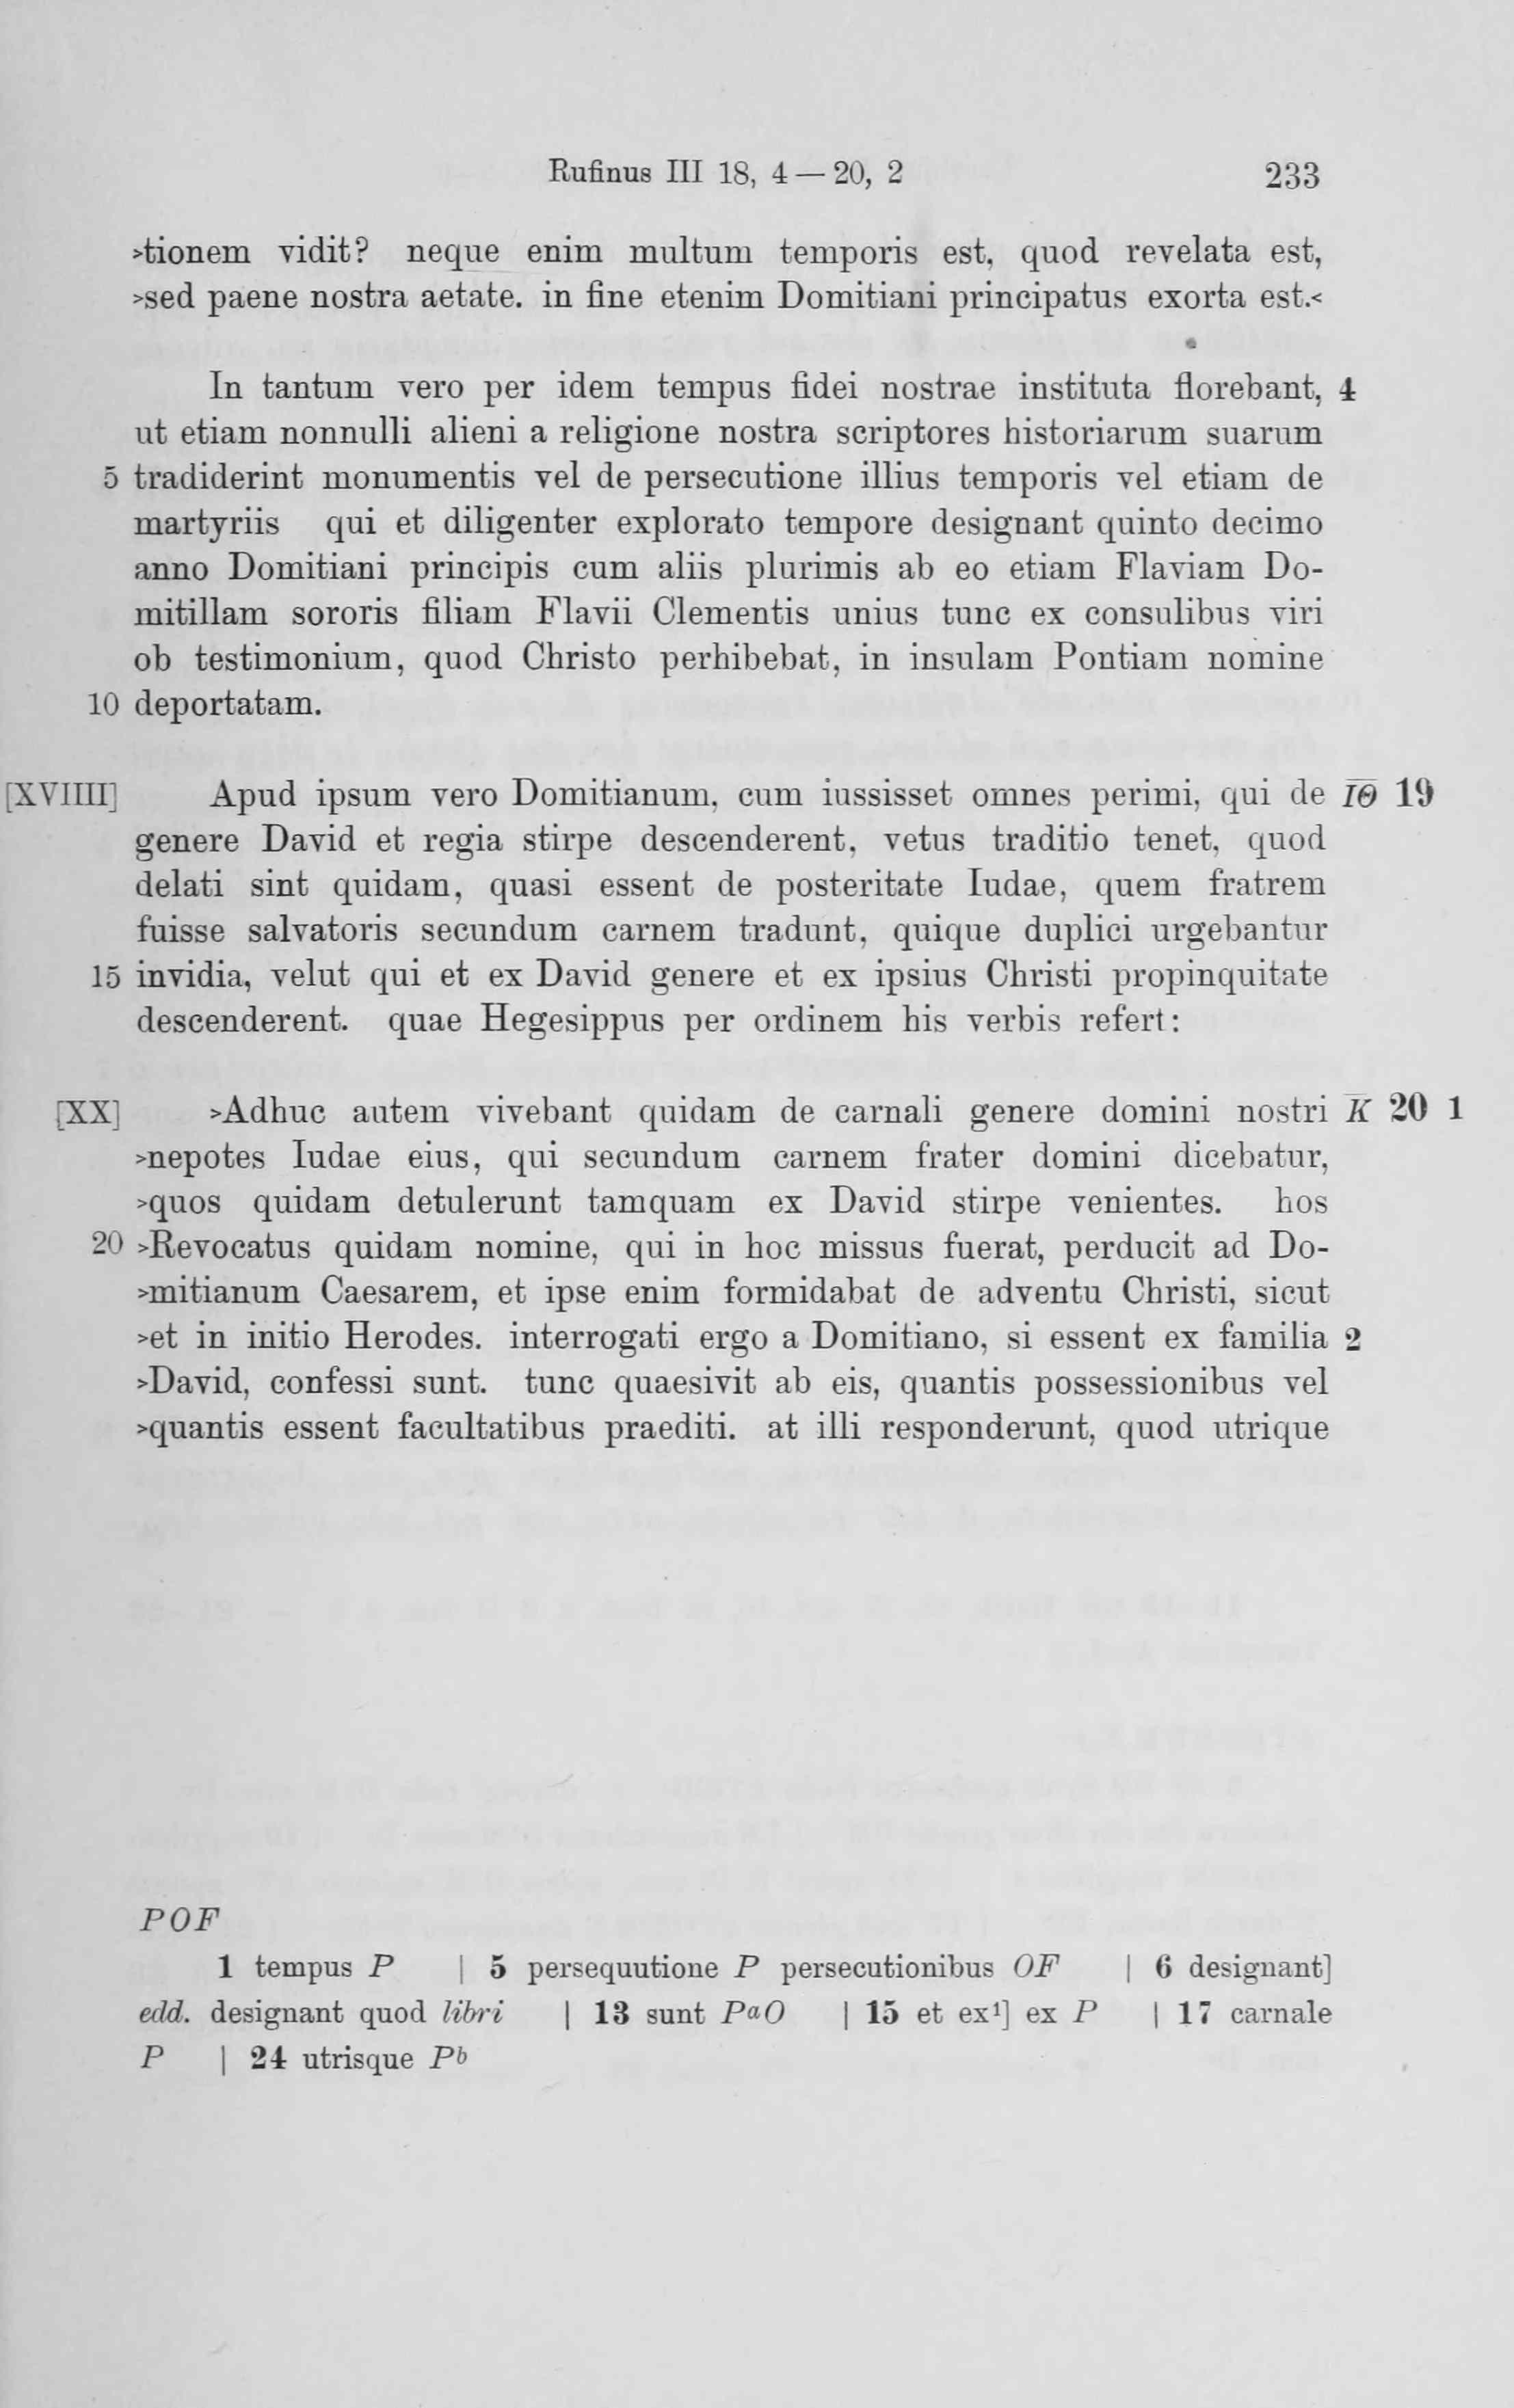 Rufinus III 18, 4 — 20, 2 233
>tionem vidit? neque enim multum temporis est, quod revelata est,
>sed paene nostra aetate. in fine etenim Domitiani principatus exorta est.<
In tantum vero per idem tempus fidei nostrae instituta florebant, 4
ut etiam nonnulli alieni a religione nostra scriptores historiarum suarum
5 tradiderint monumentis vel de persecutione illius temporis vel etiam de
martyriis qui et diligenter explorato tempore designant quinto decimo
anno Domitiani principis cum aliis plurimis ab eo etiam Flaviam Do-
mitillam sororis filiam Flavii Clementis unius tunc ex consulibus viri
ob testimonium, quod Christo perhibebat, in insulam Pontiam nomine
10 deportatam.
[XVIIII] Apud ipsum vero Domitianum, cum iussisset omnes perimi, qui de ΙΘ 19
genere David et regia stirpe descenderent, vetus traditio tenet, quod
delati sint quidam, quasi essent de posteritate Iudae, quem fratrem
fuisse salvatoris secundum carnem tradunt, quique duplici urgebantur
15 invidia, velut qui et ex David genere et ex ipsius Christi propinquitate
descenderent. quae Hegesippus per ordinem his verbis refert:
[XX] >Adhuc autem vivebant quidam de carnali genere domini nostri Κ 20 1
>nepotes Iudae eius, qui secundum carnem frater domini dicebatur,
>quos quidam detulerunt tamquam ex David stirpe venientes. hos
20 >Revocatus quidam nomine, qui in hoc missus fuerat, perducit ad Do-
>mitianum Caesarem, et ipse enim formidabat de adventu Christi, sicut
>et in initio Herodes. interrogati ergo a Domitiano, si essent ex familia 2
>David, confessi sunt. tunc quaesivit ab eis, quantis possessionibus vel
>quantis essent facultatibus praediti. at illi responderunt, quod utrique
POF
1 tempus P | 5 persequutione P persecutionibus OF | 6 designant]
edd. designant quod libri | 13 sunt PaO | 15 et ex¹] ex P | 17 carnale
P | 24 utrisque Pb